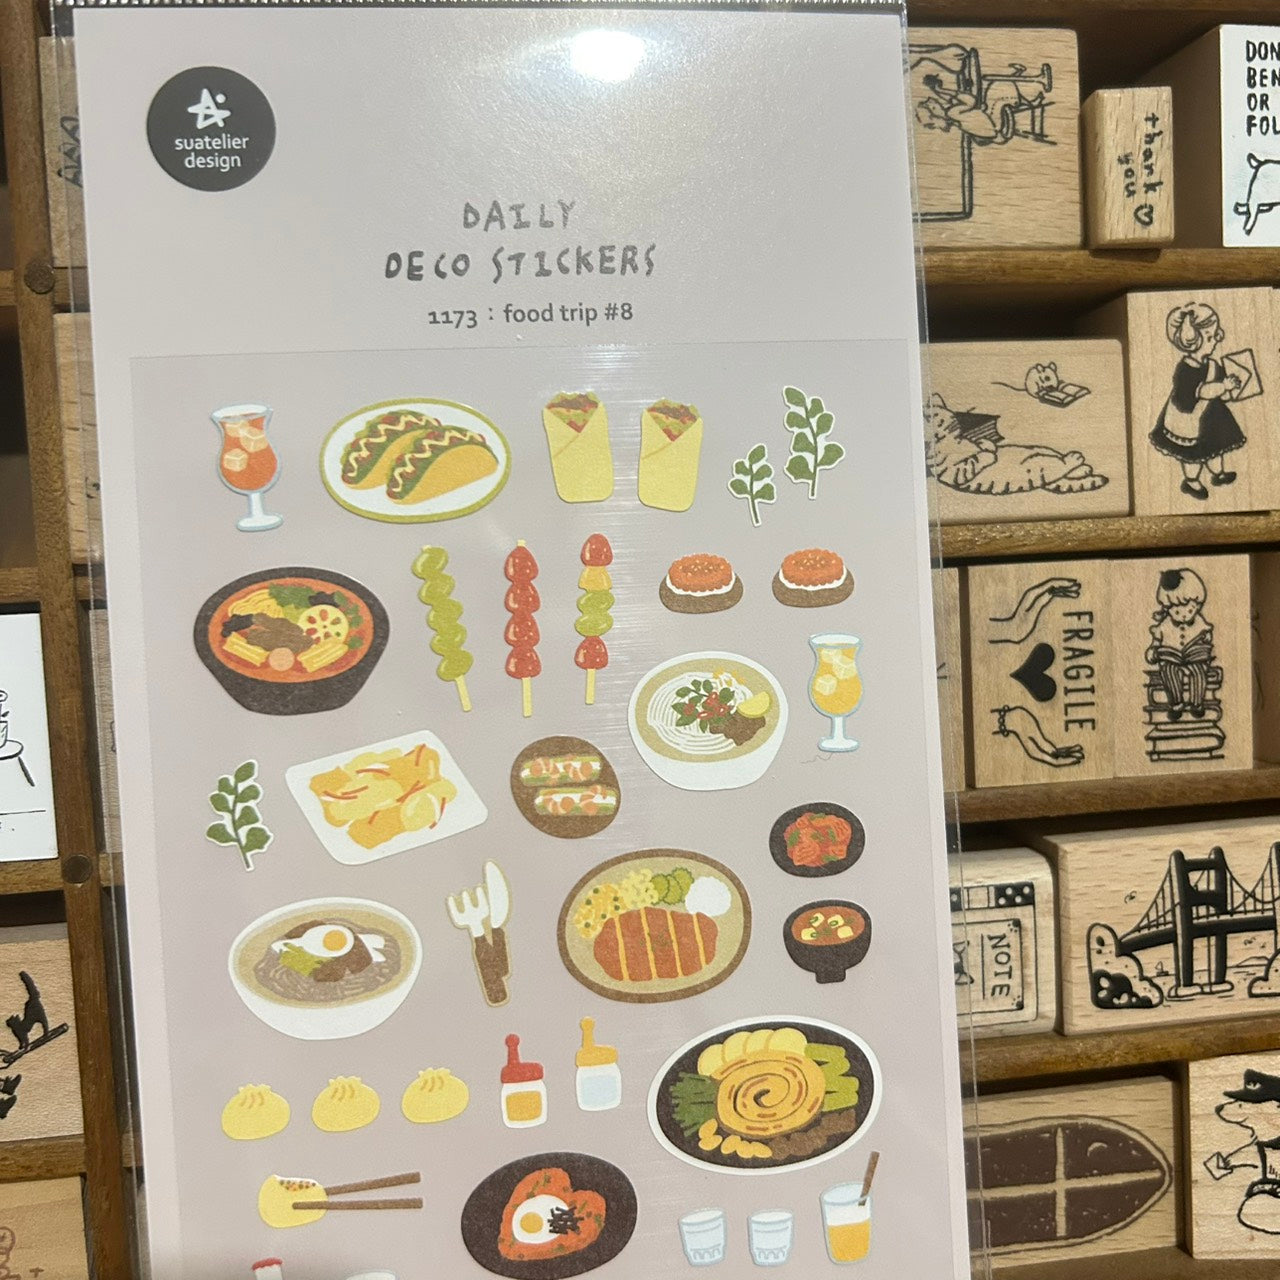 suatelier
design
DAILY
DECO STICKERS
1173 : food trip #8
thank
you
DON
BEN
OR
FOL
FRAGILE
NOTE